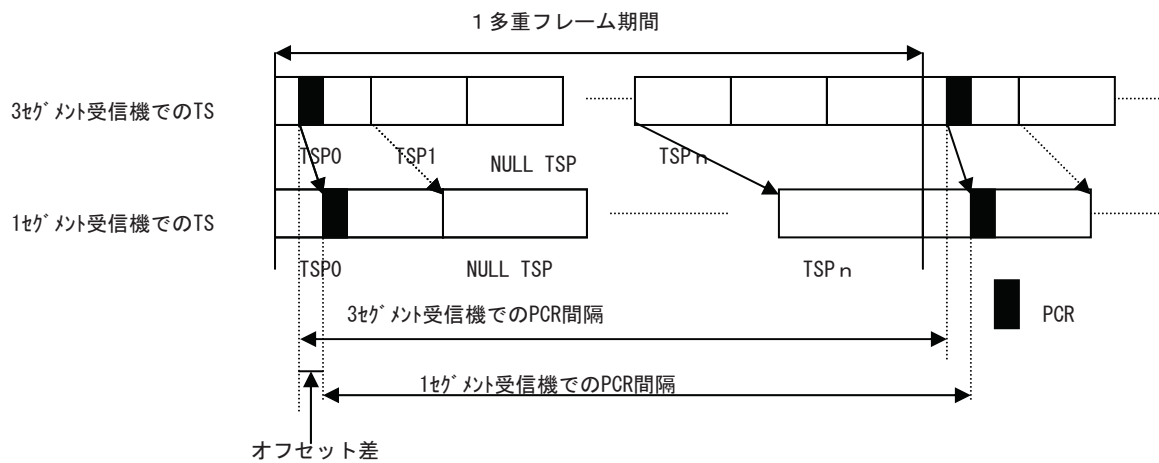 1多重フレーム期間
3ｾｸﾞﾒﾝﾄ受信機でのTS
TSP0 TSP1 NULL TSP TSPn
1ｾｸﾞﾒﾝﾄ受信機でのTS
TSP0 NULL TSP TSPn
3ｾｸﾞﾒﾝﾄ受信機でのPCR間隔
PCR
1ｾｸﾞﾒﾝﾄ受信機でのPCR間隔
オフセット差